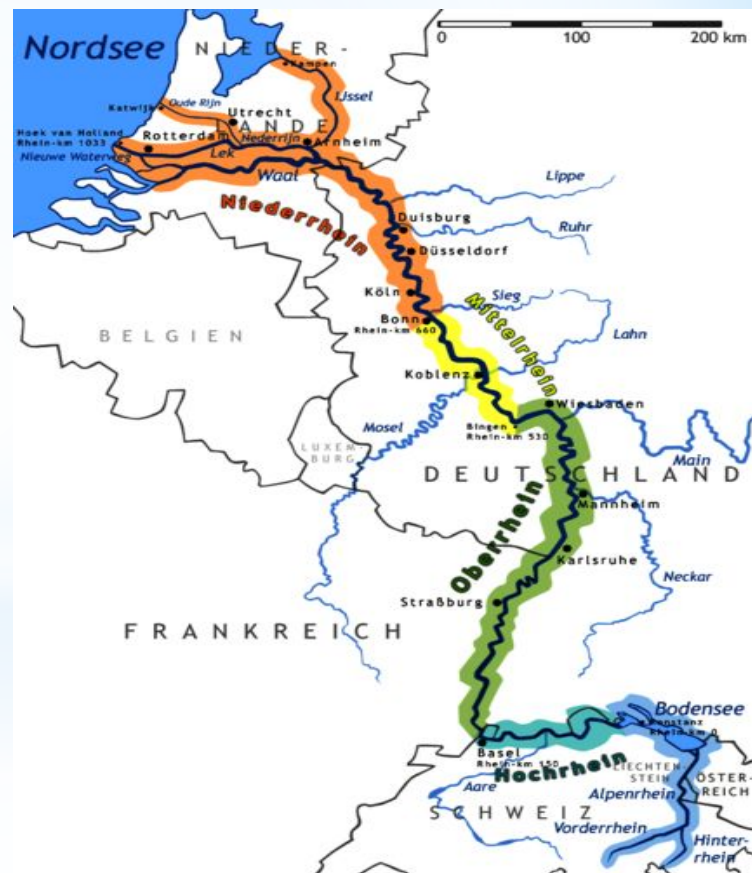 Nordsee
NIEDER-
LANDE
0 100 200 km
Kampen
IJssel
Katwijk
Oude Rijn
Utrecht
Hoek van Holland
Rhein-km 1033
Rotterdam
Nederrijn
Arnheim
Nieuwe Waterweg
Lek
Waal
Niederrhein
Lippe
Duisburg
Ruhr
Düsseldorf
Köln
Sieg
Bonn
Rhein-km 660
Mittelrhein
BELGIEN
Lahn
Koblenz
Mosel
Wiesbaden
Bingen
Rhein-km 530
LUXEM-
BURG
Main
DEUTSCHLAND
Mannheim
Oberrhein
Karlsruhe
Neckar
Straßburg
FRANKREICH
Bodensee
Konstanz
Rhein-km 0
Basel
Rhein-km 150
Hochrhein
LIECHTEN
STEIN
ÖSTER-
REICH
Aare
Alpenrhein
SCHWEIZ
Vorderrhein
Hinter-
rhein